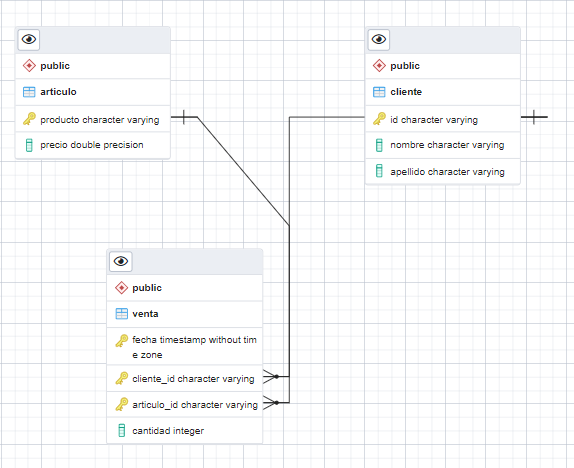 public
articulo
producto character varying
precio double precision
public
cliente
id character varying
nombre character varying
apellido character varying
public
venta
fecha timestamp without tim
e zone
cliente_id character varying
articulo_id character varying
cantidad integer